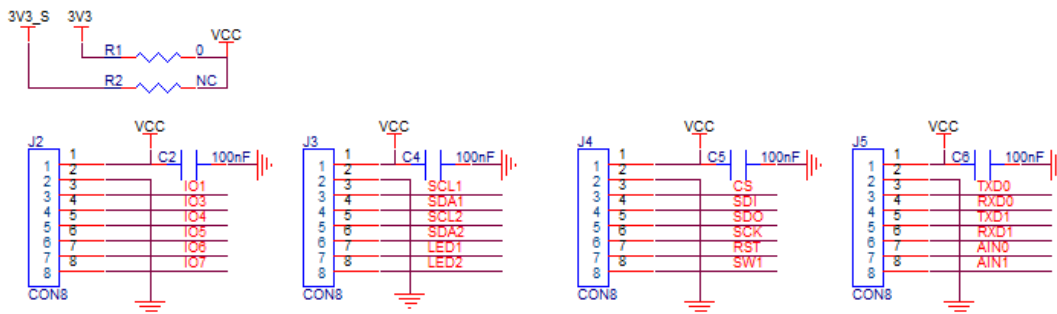 3V3_S 3V3
VCC
R1 0
R2 NC
J2 VCC
C2 100nF
1 1
2 2
3 3 IO1
4 4 IO3
5 5 IO4
6 6 IO5
7 7 IO6
8 8 IO7
CON8
J3 VCC
C4 100nF
1 1
2 2
3 3 SCL1
4 4 SDA1
5 5 SCL2
6 6 SDA2
7 7 LED1
8 8 LED2
CON8
J4 VCC
C5 100nF
1 1
2 2
3 3 CS
4 4 SDI
5 5 SDO
6 6 SCK
7 7 RST
8 8 SW1
CON8
J5 VCC
C6 100nF
1 1
2 2
3 3 TXD0
4 4 RXD0
5 5 TXD1
6 6 RXD1
7 7 AIN0
8 8 AIN1
CON8